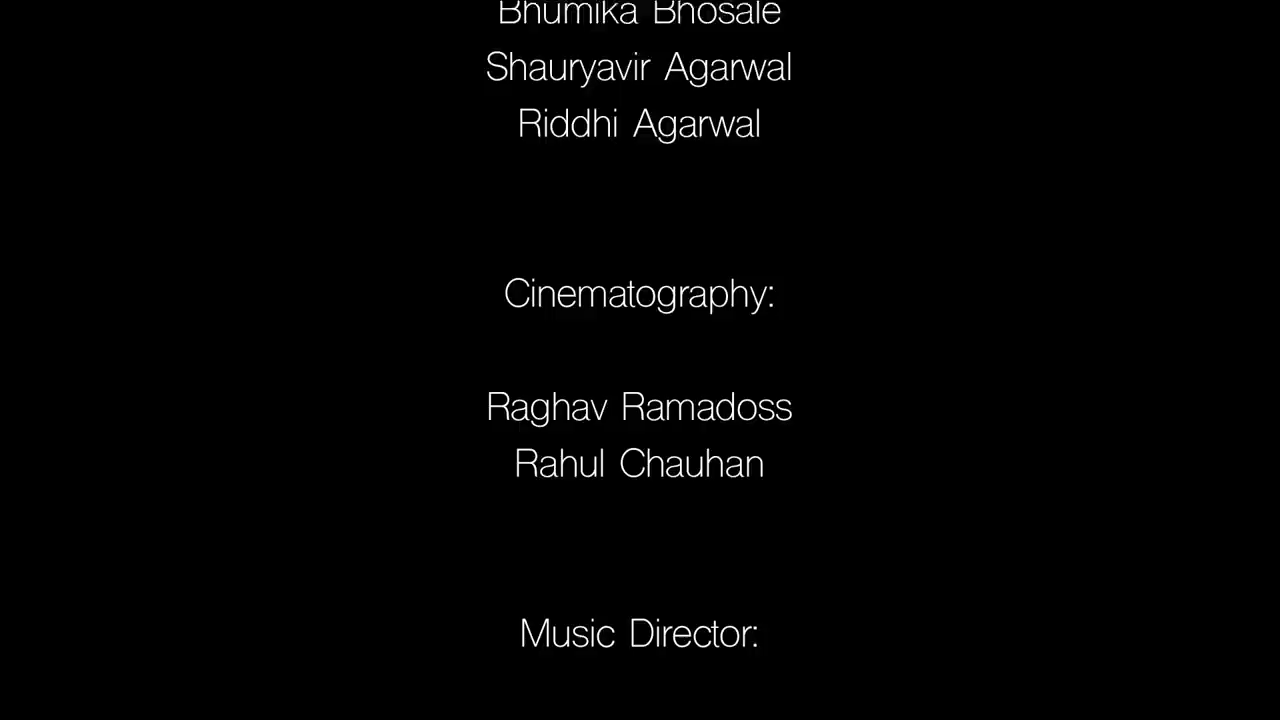 Bhumika Bhosale
Shauryavir Agarwal
Riddhi Agarwal
Cinematography:
Raghav Ramadoss
Rahul Chauhan
Music Director: